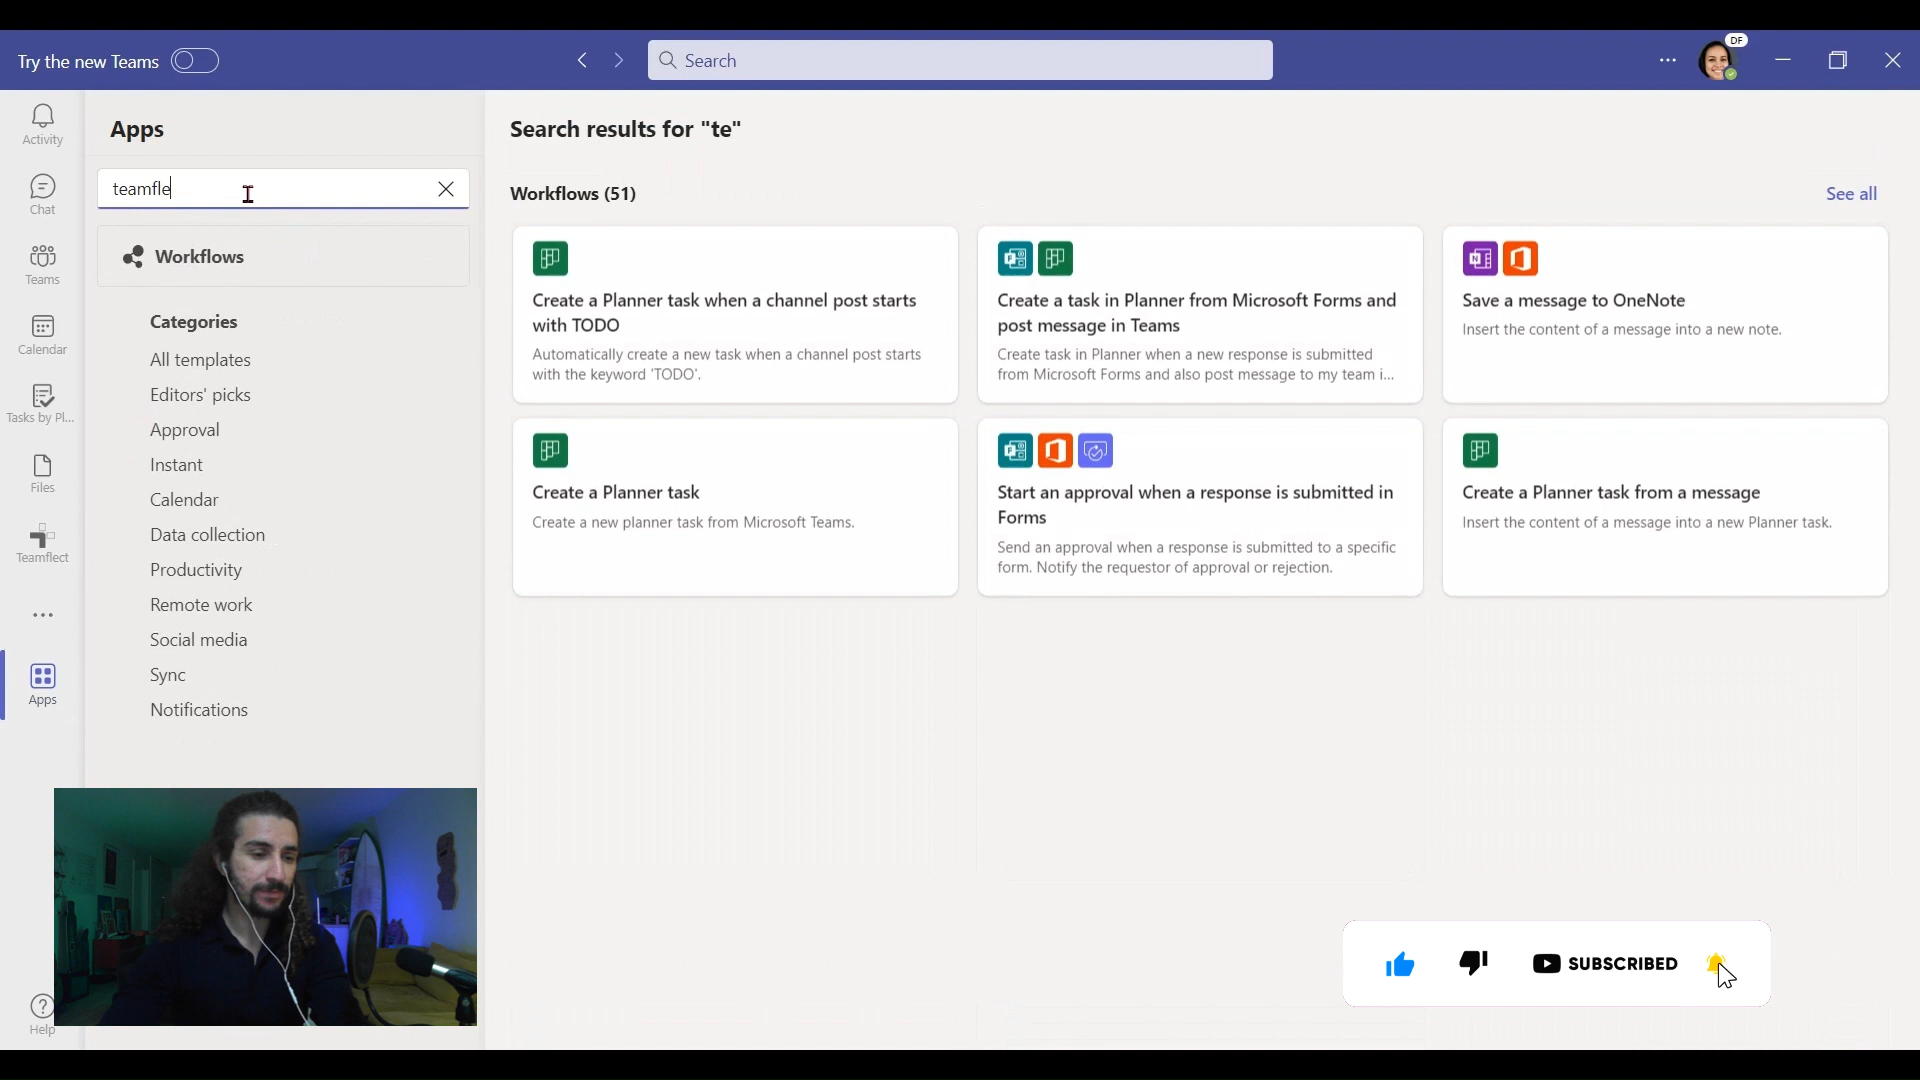 Try the new Teams
Search
DF
Activity
Chat
Teams
Calendar
Tasks by Pl...
Files
Teamflect
Apps
Help
Apps
teamfle
Workflows
Categories
All templates
Editors' picks
Approval
Instant
Calendar
Data collection
Productivity
Remote work
Social media
Sync
Notifications
Search results for "te"
Workflows (51)
See all
Create a Planner task when a channel post starts
with TODO
Automatically create a new task when a channel post starts
with the keyword 'TODO'.
Create a task in Planner from Microsoft Forms and
post message in Teams
Create task in Planner when a new response is submitted
from Microsoft Forms and also post message to my team i...
Save a message to OneNote
Insert the content of a message into a new note.
Create a Planner task
Create a new planner task from Microsoft Teams.
Start an approval when a response is submitted in
Forms
Send an approval when a response is submitted to a specific
form. Notify the requestor of approval or rejection.
Create a Planner task from a message
Insert the content of a message into a new Planner task.
SUBSCRIBED